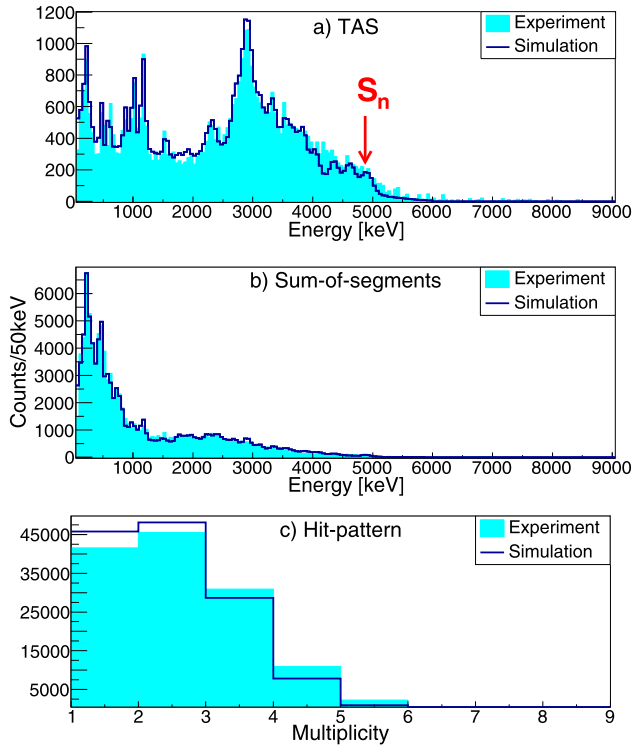 a) TAS
Experiment
Simulation
Sn
1200
1000
800
600
400
200
0
1000 2000 3000 4000 5000 6000 7000 8000 9000
Energy [keV]
b) Sum-of-segments
Experiment
Simulation
Counts/50keV
6000
5000
4000
3000
2000
1000
0
1000 2000 3000 4000 5000 6000 7000 8000 9000
Energy [keV]
c) Hit-pattern
Experiment
Simulation
45000
35000
25000
15000
5000
1 2 3 4 5 6 7 8 9
Multiplicity